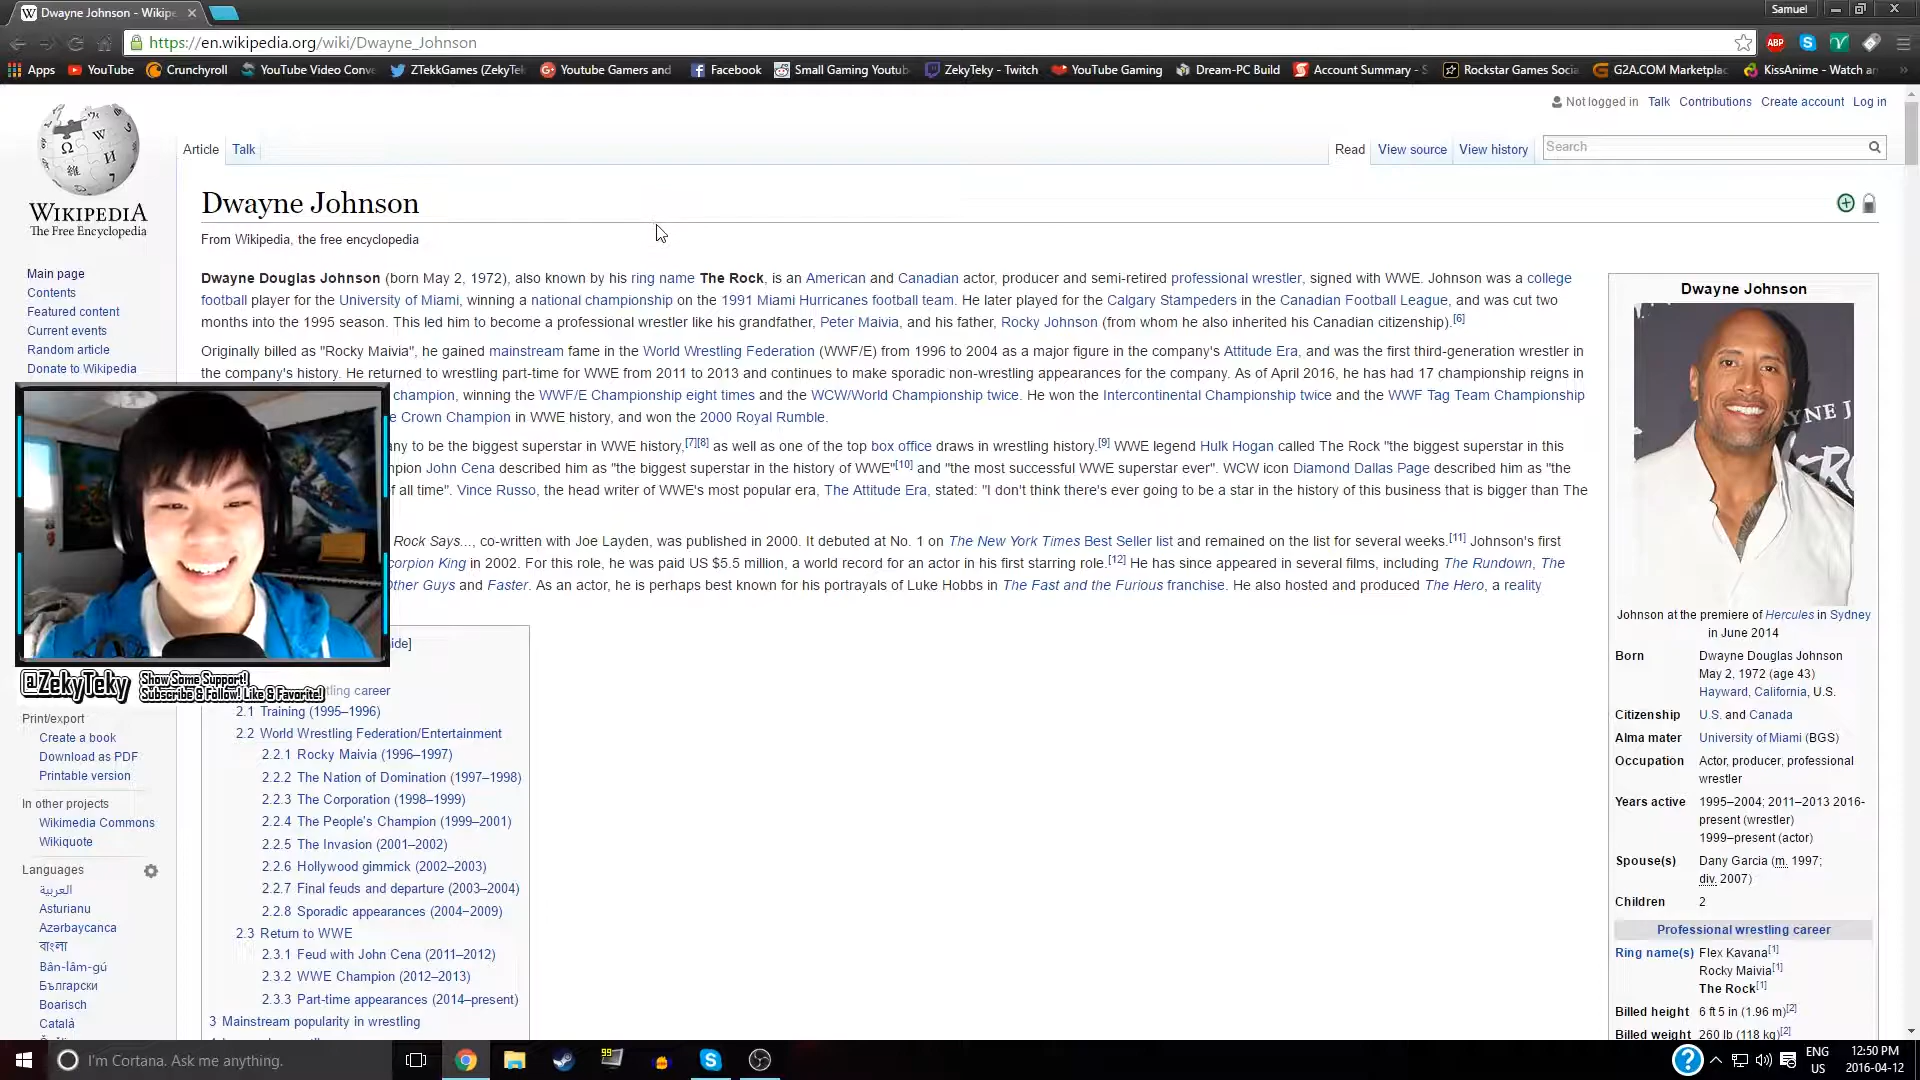 Dwayne Johnson - Wikip
Samuel
https://en.wikipedia.org/wiki/Dwayne_Johnson
ABP
Apps YouTube Crunchyroll YouTube Video Conve ZTekkGames (ZekyTek Youtube Gamers and Facebook Small Gaming Youtub ZekyTeky - Twitch YouTube Gaming Dream-PC Build Account Summary - S Rockstar Games Socia G2A.COM Marketplac KissAnime - Watch an
Not logged in Talk Contributions Create account Log in
Article Talk Read View source View history Search
WIKIPEDIA
The Free Encyclopedia
Main page
Contents
Featured content
Current events
Random article
Donate to Wikipedia
Dwayne Johnson
From Wikipedia, the free encyclopedia
Dwayne Douglas Johnson (born May 2, 1972), also known by his ring name The Rock, is an American and Canadian actor, producer and semi-retired professional wrestler, signed with WWE. Johnson was a college
football player for the University of Miami, winning a national championship on the 1991 Miami Hurricanes football team. He later played for the Calgary Stampeders in the Canadian Football League, and was cut two
months into the 1995 season. This led him to become a professional wrestler like his grandfather, Peter Maivia, and his father, Rocky Johnson (from whom he also inherited his Canadian citizenship).[6]
Originally billed as "Rocky Maivia", he gained mainstream fame in the World Wrestling Federation (WWF/E) from 1996 to 2004 as a major figure in the company's Attitude Era, and was the first third-generation wrestler in
the company's history. He returned to wrestling part-time for WWE from 2011 to 2013 and continues to make sporadic non-wrestling appearances for the company. As of April 2016, he has had 17 championship reigns in
champion, winning the WWF/E Championship eight times and the WCW/World Championship twice. He won the Intercontinental Championship twice and the WWF Tag Team Championship
e Crown Champion in WWE history, and won the 2000 Royal Rumble.
any to be the biggest superstar in WWE history,[7][8] as well as one of the top box office draws in wrestling history.[9] WWE legend Hulk Hogan called The Rock "the biggest superstar in this
mpion John Cena described him as "the biggest superstar in the history of WWE"[10] and "the most successful WWE superstar ever". WCW icon Diamond Dallas Page described him as "the
f all time". Vince Russo, the head writer of WWE's most popular era, The Attitude Era, stated: "I don't think there's ever going to be a star in the history of this business that is bigger than The
Rock Says..., co-written with Joe Layden, was published in 2000. It debuted at No. 1 on The New York Times Best Seller list and remained on the list for several weeks.[11] Johnson's first
corpion King in 2002. For this role, he was paid US $5.5 million, a world record for an actor in his first starring role.[12] He has since appeared in several films, including The Rundown, The
Other Guys and Faster. As an actor, he is perhaps best known for his portrayals of Luke Hobbs in The Fast and the Furious franchise. He also hosted and produced The Hero, a reality
ide]
@ZekyTeky
Show Some Support!
Subscribe & Follow! Like & Favorite!
tling career
2.1 Training (1995–1996)
2.2 World Wrestling Federation/Entertainment
2.2.1 Rocky Maivia (1996–1997)
2.2.2 The Nation of Domination (1997–1998)
2.2.3 The Corporation (1998–1999)
2.2.4 The People's Champion (1999–2001)
2.2.5 The Invasion (2001–2002)
2.2.6 Hollywood gimmick (2002–2003)
2.2.7 Final feuds and departure (2003–2004)
2.2.8 Sporadic appearances (2004–2009)
2.3 Return to WWE
2.3.1 Feud with John Cena (2011–2012)
2.3.2 WWE Champion (2012–2013)
2.3.3 Part-time appearances (2014–present)
3 Mainstream popularity in wrestling
Print/export
Create a book
Download as PDF
Printable version
In other projects
Wikimedia Commons
Wikiquote
Languages
العربية
Asturianu
Azərbaycanca
বাংলা
Bân-lâm-gú
Български
Boarisch
Català
Dwayne Johnson
YNE J
Johnson at the premiere of Hercules in Sydney
in June 2014
Born Dwayne Douglas Johnson
May 2, 1972 (age 43)
Hayward, California, U.S.
Citizenship U.S. and Canada
Alma mater University of Miami (BGS)
Occupation Actor, producer, professional
wrestler
Years active 1995–2004; 2011–2013 2016-
present (wrestler)
1999–present (actor)
Spouse(s) Dany Garcia (m. 1997;
div. 2007)
Children 2
Professional wrestling career
Ring name(s) Flex Kavana[1]
Rocky Maivia[1]
The Rock[1]
Billed height 6 ft 5 in (1.96 m)[2]
Billed weight 260 lb (118 kg)[2]
I'm Cortana. Ask me anything.
99
ENG
US
12:50 PM
2016-04-12